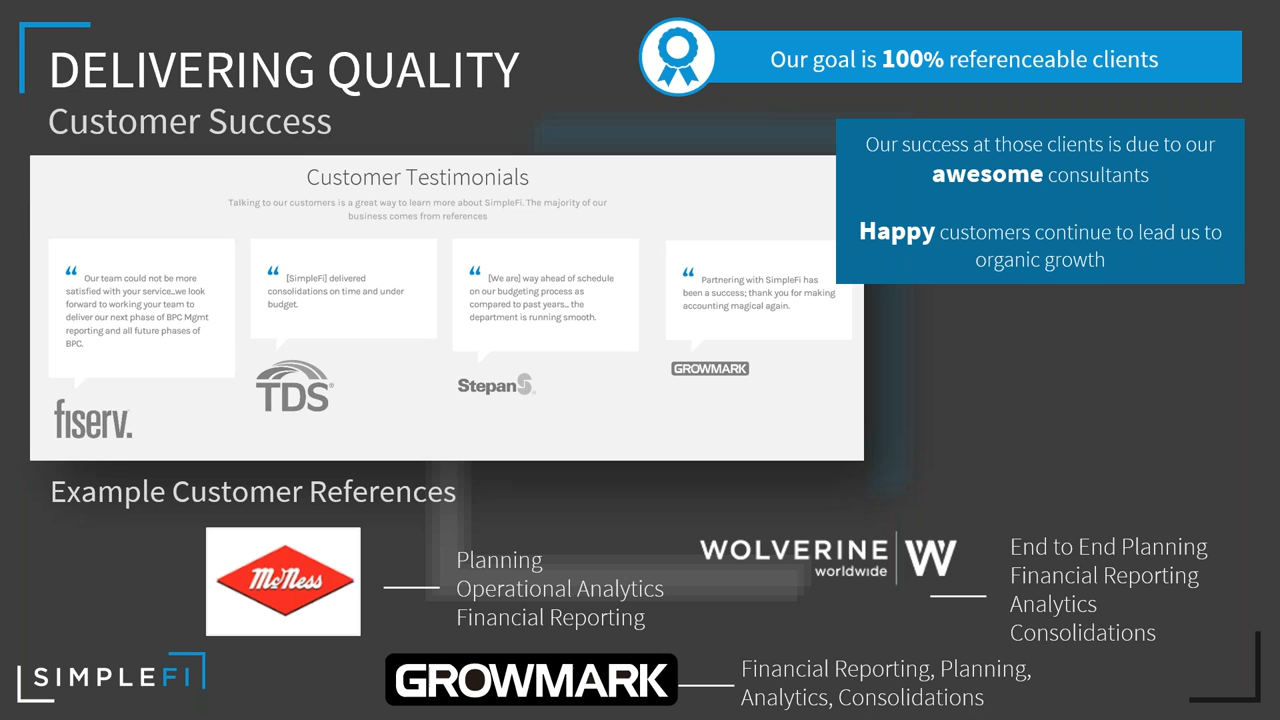 DELIVERING QUALITY
Customer Success
Our goal is 100% referenceable clients
Our success at those clients is due to our
awesome consultants
Happy customers continue to lead us to
organic growth
Customer Testimonials
Talking to our customers is a great way to learn more about SimpleFi. The majority of our
business comes from references
“ Our team could not be more
satisfied with your service...we look
forward to working your team to
deliver our next phase of BPC Mgmt
reporting and all future phases of
BPC.
fiserv.
“ [SimpleFi] delivered
consolidations on time and under
budget.
TDS®
“ [We are] way ahead of schedule
on our budgeting process as
compared to past years... the
department is running smooth.
Stepan S
“ Partnering with SimpleFi has
been a success; thank you for making
accounting magical again.
GROWMARK
Example Customer References
McNess
Planning
Operational Analytics
Financial Reporting
WOLVERINE W
worldwide
End to End Planning
Financial Reporting
Analytics
Consolidations
GROWMARK
Financial Reporting, Planning,
Analytics, Consolidations
SIMPLEFI